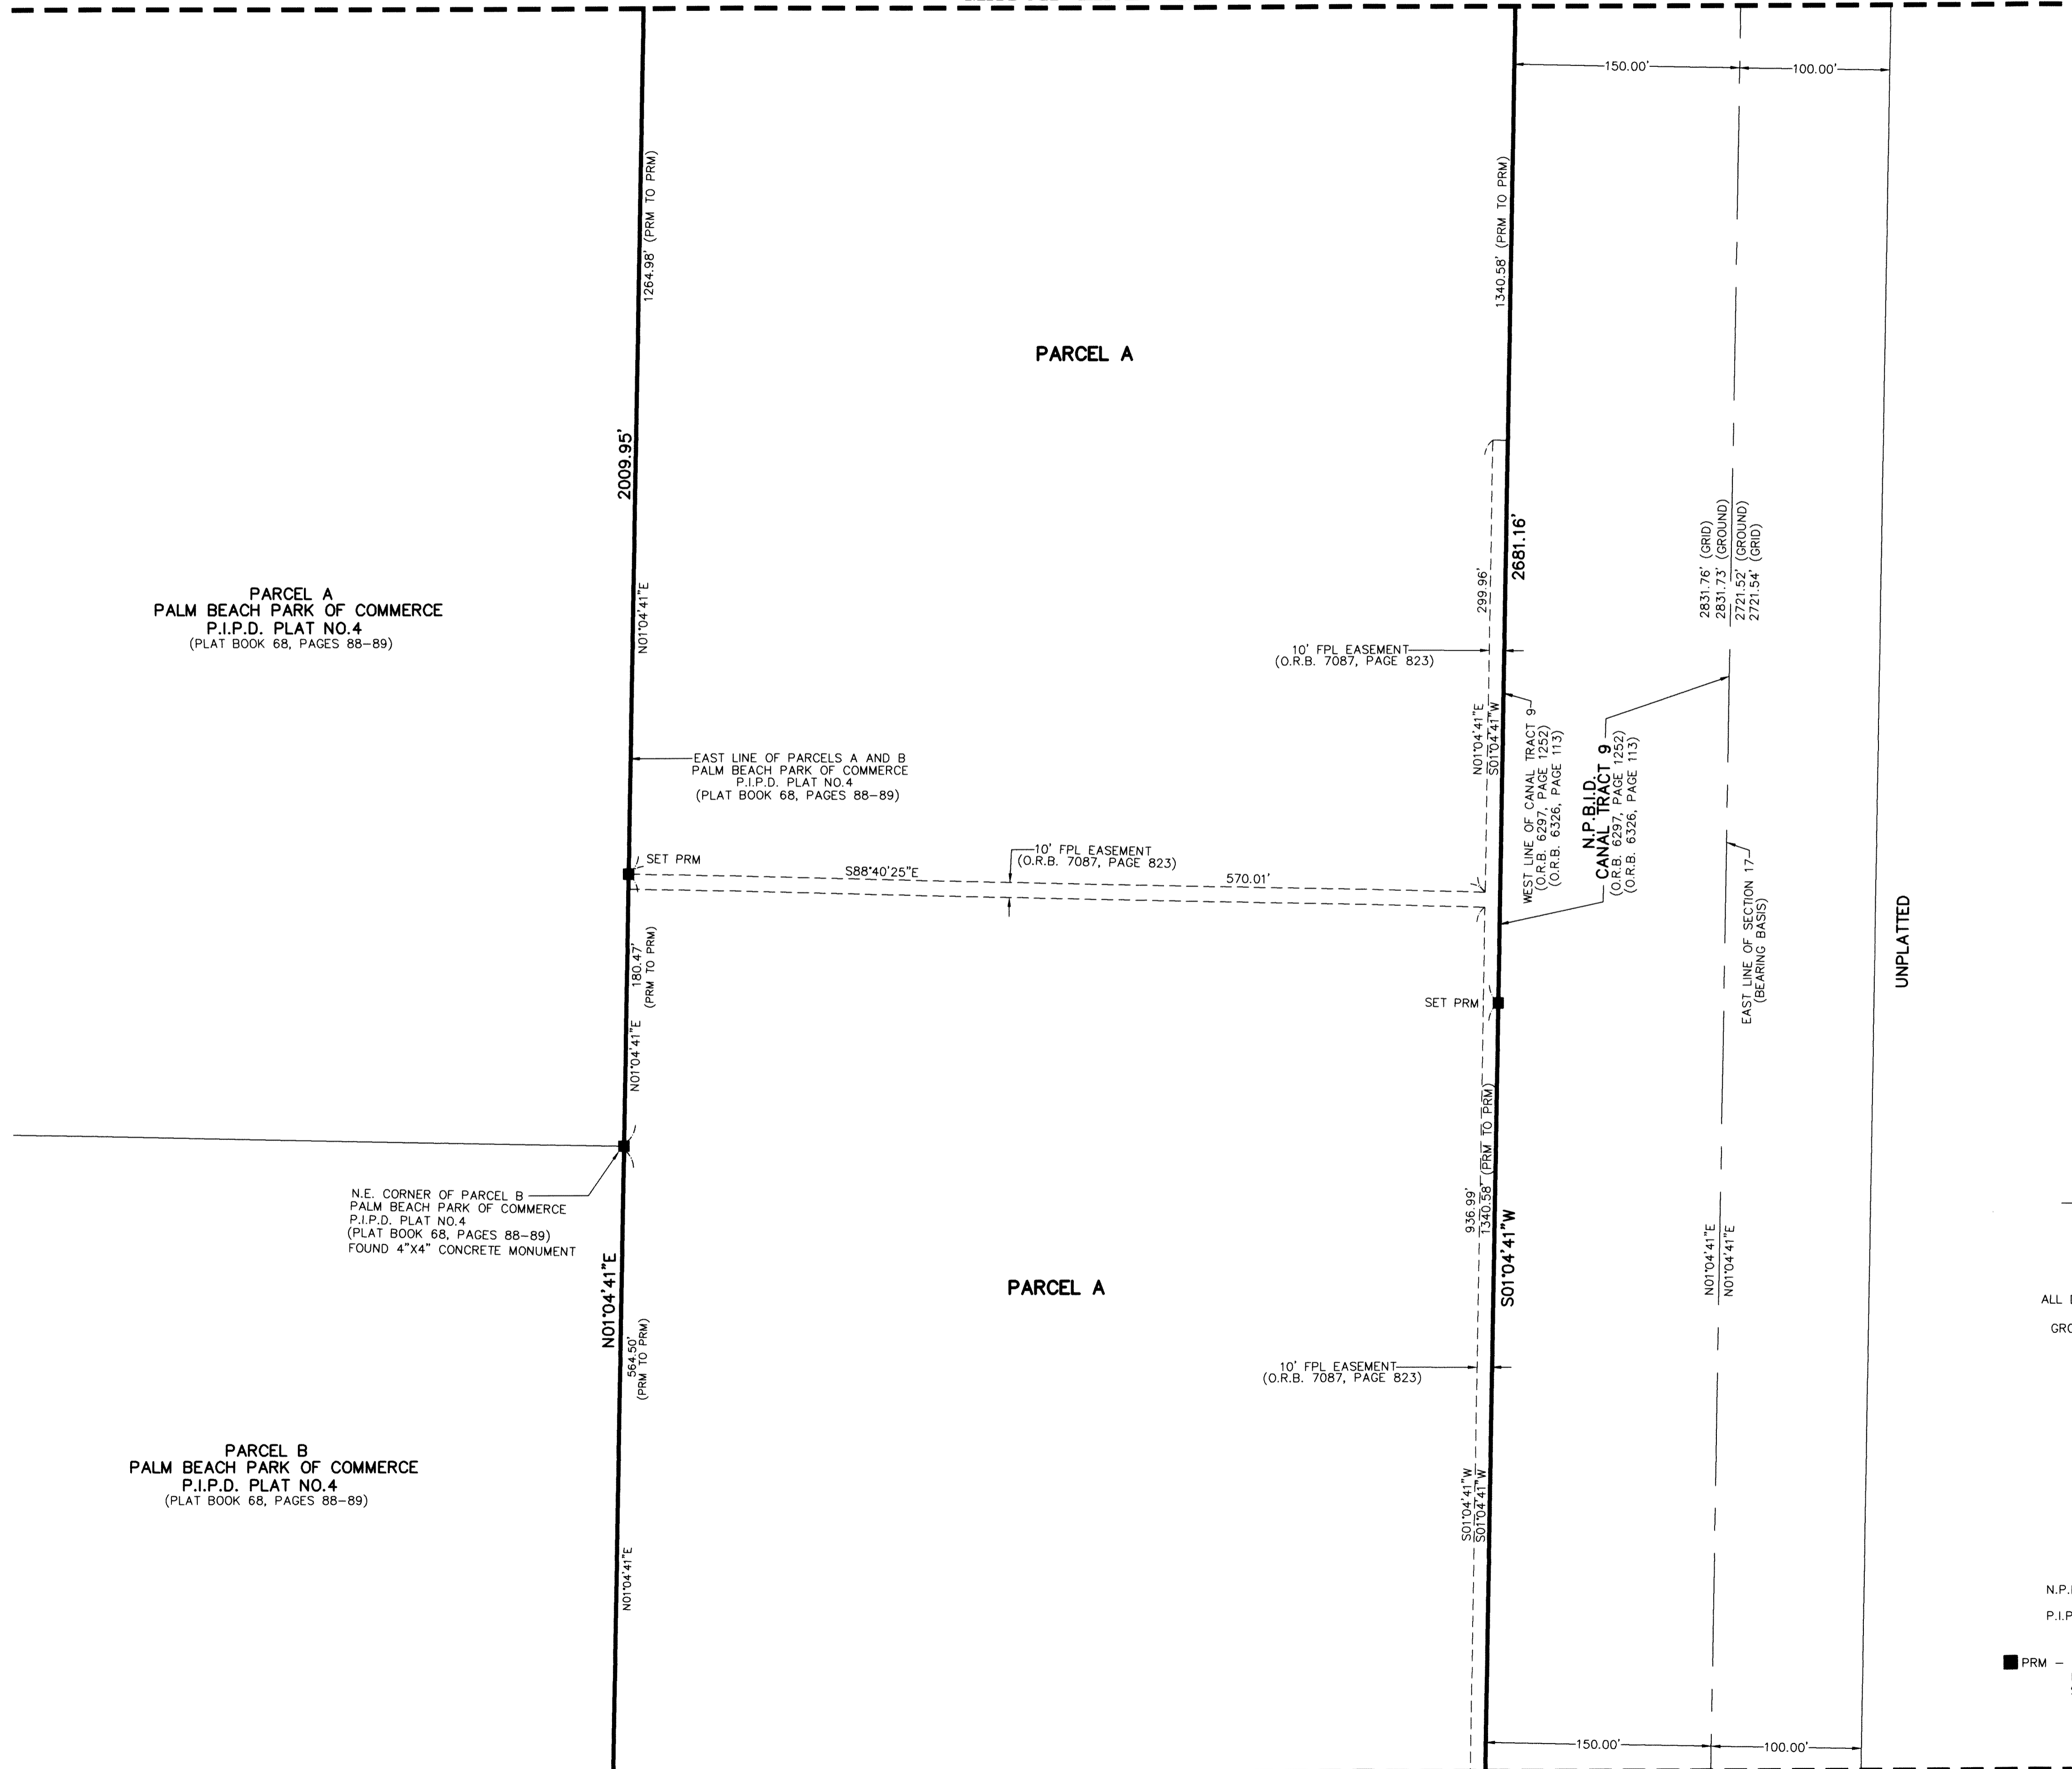 150.00'
100.00'
1264.98' (PRM TO PRM)
1340.58' (PRM TO PRM)
PARCEL A
2009.95'
2681.16'
299.96'
2831.76' (GRID)
2831.73' (GROUND)
2721.52' (GROUND)
2721.54' (GRID)
PARCEL A
PALM BEACH PARK OF COMMERCE
P.I.P.D. PLAT NO.4
(PLAT BOOK 68, PAGES 88-89)
N01°04'41"E
10' FPL EASEMENT
(O.R.B. 7087, PAGE 823)
N01°04'41"E
S01°04'41"W
WEST LINE OF CANAL TRACT 9
(O.R.B. 6297, PAGE 1252)
(O.R.B. 6326, PAGE 113)
N.P.B.I.D.
CANAL TRACT 9
(O.R.B. 6297, PAGE 1252)
(O.R.B. 6326, PAGE 113)
EAST LINE OF PARCELS A AND B
PALM BEACH PARK OF COMMERCE
P.I.P.D. PLAT NO.4
(PLAT BOOK 68, PAGES 88-89)
SET PRM
10' FPL EASEMENT
(O.R.B. 7087, PAGE 823)
S88°40'25"E
570.01'
EAST LINE OF SECTION 17
(BEARING BASIS)
UNPLATTED
180.47'
(PRM TO PRM)
SET PRM
N01°04'41"E
N.E. CORNER OF PARCEL B
PALM BEACH PARK OF COMMERCE
P.I.P.D. PLAT NO.4
(PLAT BOOK 68, PAGES 88-89)
FOUND 4"X4" CONCRETE MONUMENT
936.99'
1340.58' (PRM TO PRM)
S01°04'41"W
N01°04'41"E
N01°04'41"E
N01°04'41"E
PARCEL A
ALL
GRO
564.50'
(PRM TO PRM)
10' FPL EASEMENT
(O.R.B. 7087, PAGE 823)
PARCEL B
PALM BEACH PARK OF COMMERCE
P.I.P.D. PLAT NO.4
(PLAT BOOK 68, PAGES 88-89)
S01°04'41"W
S01°04'41"W
N01°04'41"E
N.P.
P.I.P
PRM -
150.00'
100.00'